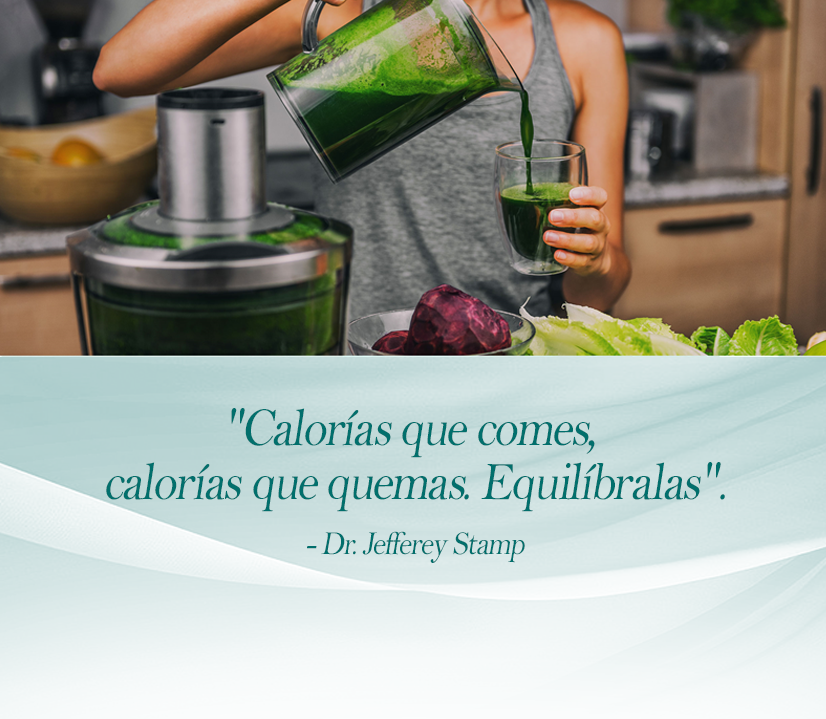 "Calorías que comes,
calorías que quemas. Equilíbralas".
- Dr. Jefferey Stamp